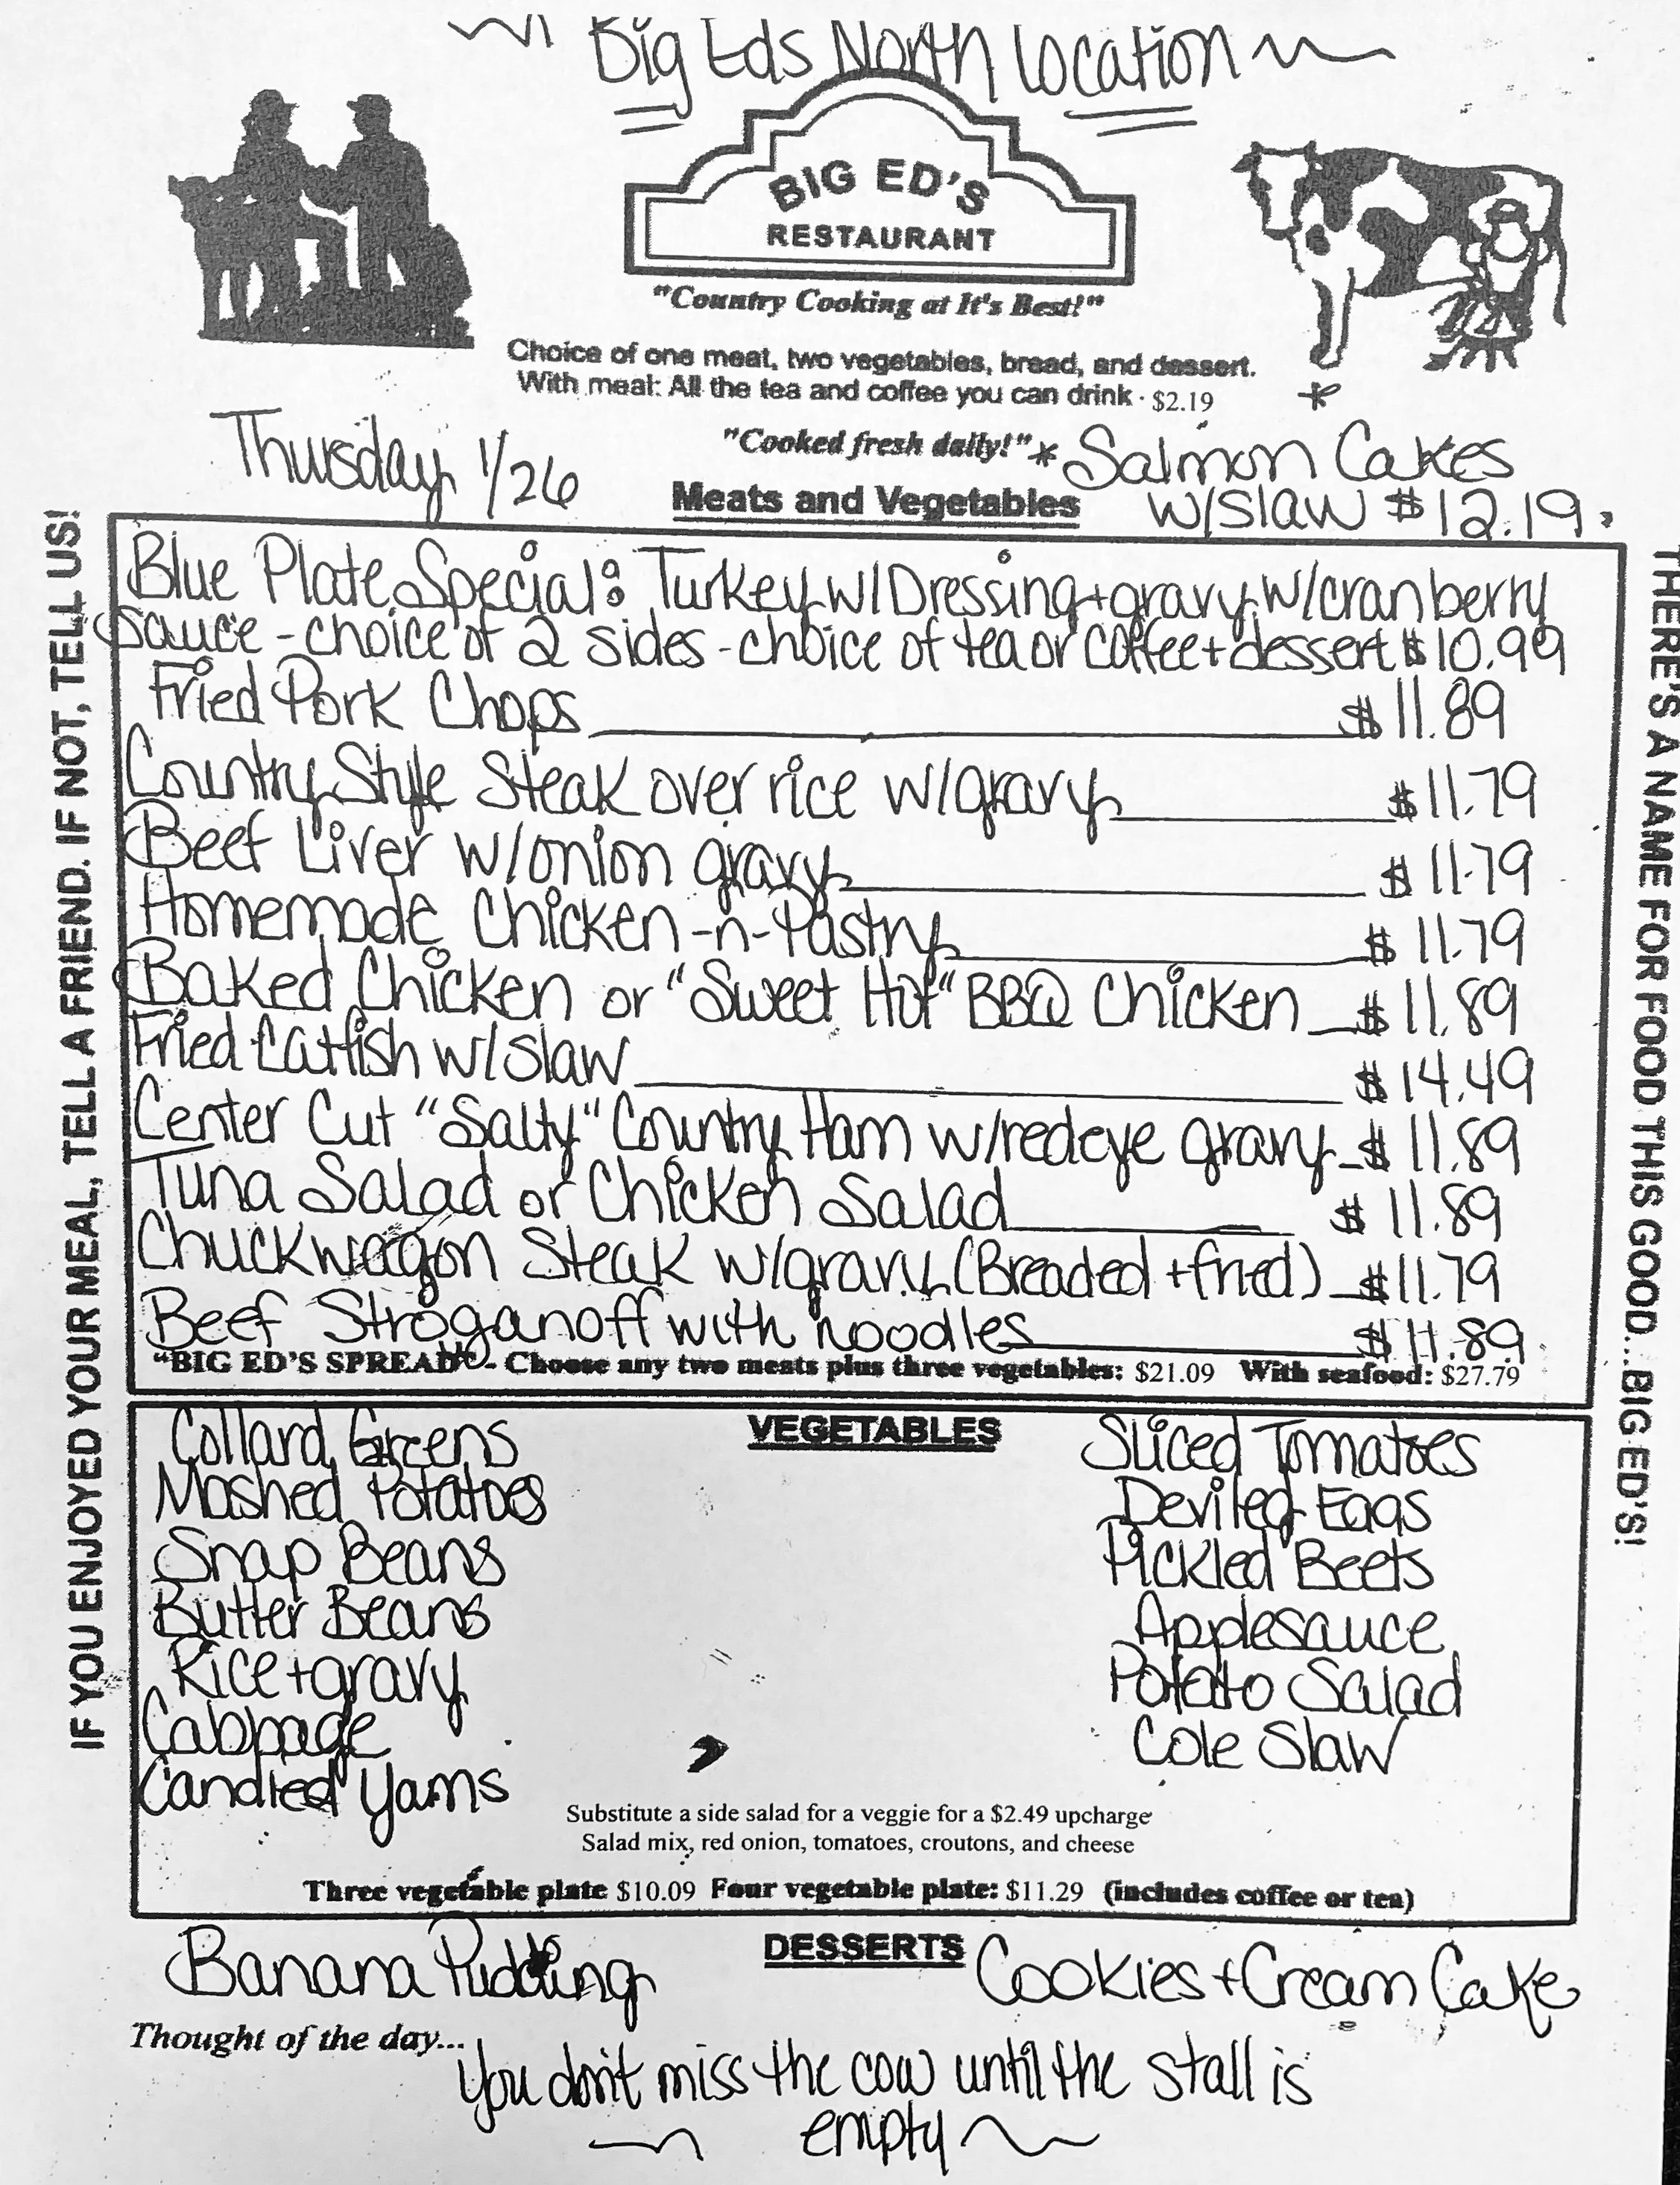 Big Eds North Location
BIG ED'S
RESTAURANT
"Country Cooking at It's Best!"
Choice of one meat, two vegetables, bread, and dessert.
With meal: All the tea and coffee you can drink · $2.19
"Cooked fresh daily!" * Salmon Cakes
Thursday 1/26
Meats and Vegetables
w/slaw $12.19
IF YOU ENJOYED YOUR MEAL, TELL A FRIEND. IF NOT, TELL US!
THERE'S A NAME FOR FOOD THIS GOOD...BIG ED'S!
Blue Plate Special: Turkey w/Dressing + gravy w/cranberry
Sauce - choice of 2 sides - choice of tea or coffee + dessert $10.99
Fried Pork Chops $11.89
Country Style Steak over rice w/gravy $11.79
Beef Liver w/onion gravy $11.79
Homemade Chicken-n-Pastry $11.79
Baked Chicken or "Sweet Hot" BBQ Chicken $11.89
Fried Catfish w/slaw $14.49
Center Cut "Salty" Country Ham w/redeye gravy $11.89
Tuna Salad or Chicken Salad $11.89
Chuckwagon Steak w/gravy (Breaded + fried) $11.79
Beef Stroganoff with noodles $11.89
"BIG ED'S SPREAD" - Choose any two meats plus three vegetables: $21.09 With seafood: $27.79
VEGETABLES
Collard Greens
Mashed Potatoes
Snap Beans
Butter Beans
Rice + gravy
Cabbage
Candied Yams
Sliced Tomatoes
Deviled Eggs
Pickled Beets
Applesauce
Potato Salad
Cole Slaw
Substitute a side salad for a veggie for a $2.49 upcharge
Salad mix, red onion, tomatoes, croutons, and cheese
Three vegetable plate $10.09 Four vegetable plate: $11.29 (includes coffee or tea)
DESSERTS
Banana Pudding
Cookies + Cream Cake
Thought of the day...
You don't miss the cow until the stall is
empty